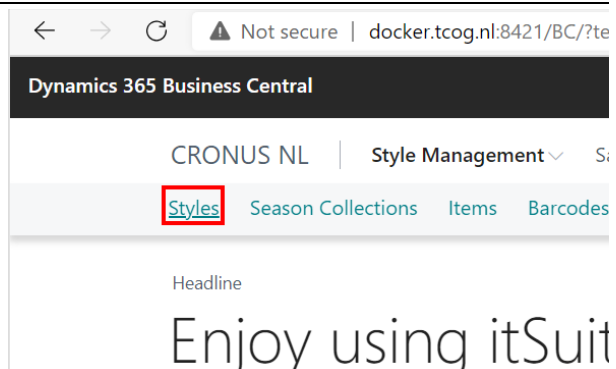 Not secure | docker.tcog.nl:8421/BC/?te
Dynamics 365 Business Central
CRONUS NL | Style Management
Styles Season Collections Items Barcodes
Headline
Enjoy using itSuit